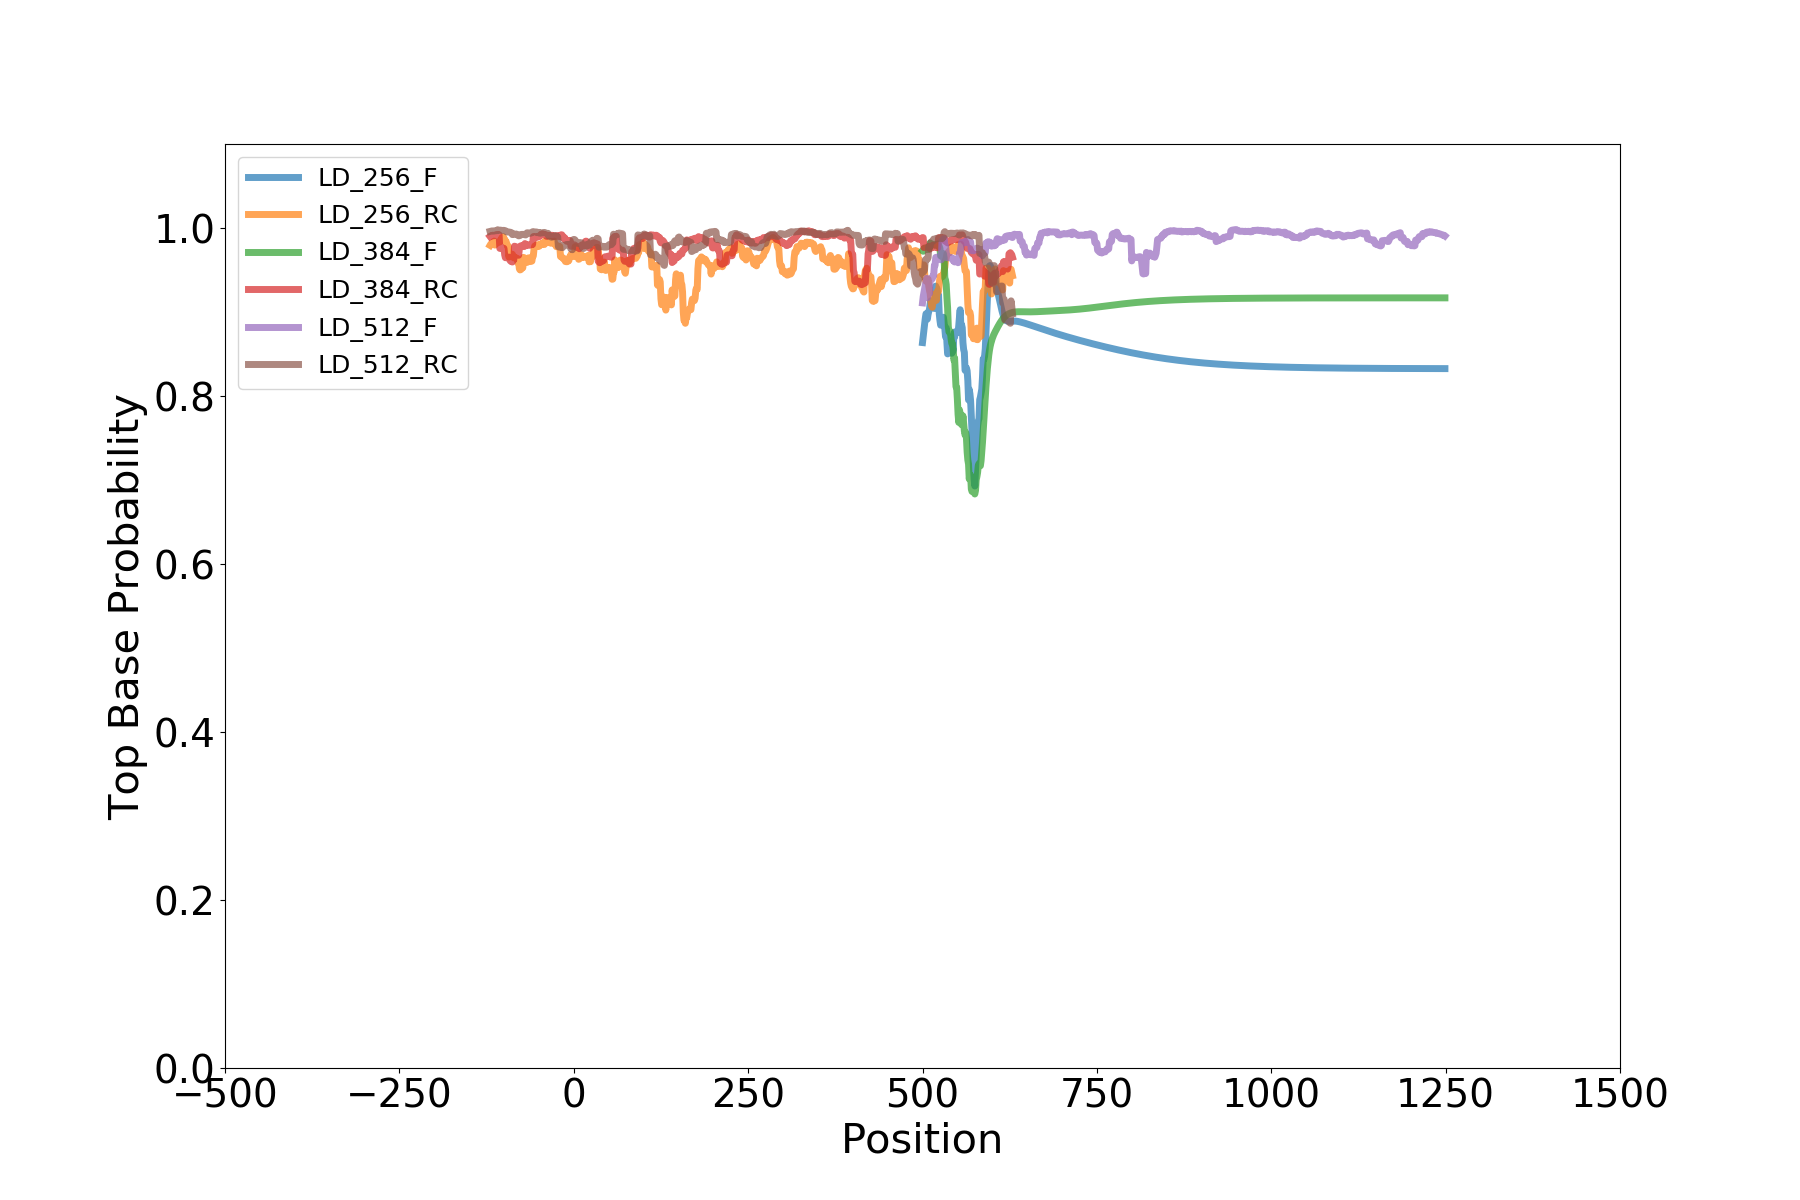 LD_256_F
LD_256_RC
LD_384_F
LD_384_RC
LD_512_F
LD_512_RC
Top Base Probability
1.0
0.8
0.6
0.4
0.2
0.0
−500 −250 0 250 500 750 1000 1250 1500
Position